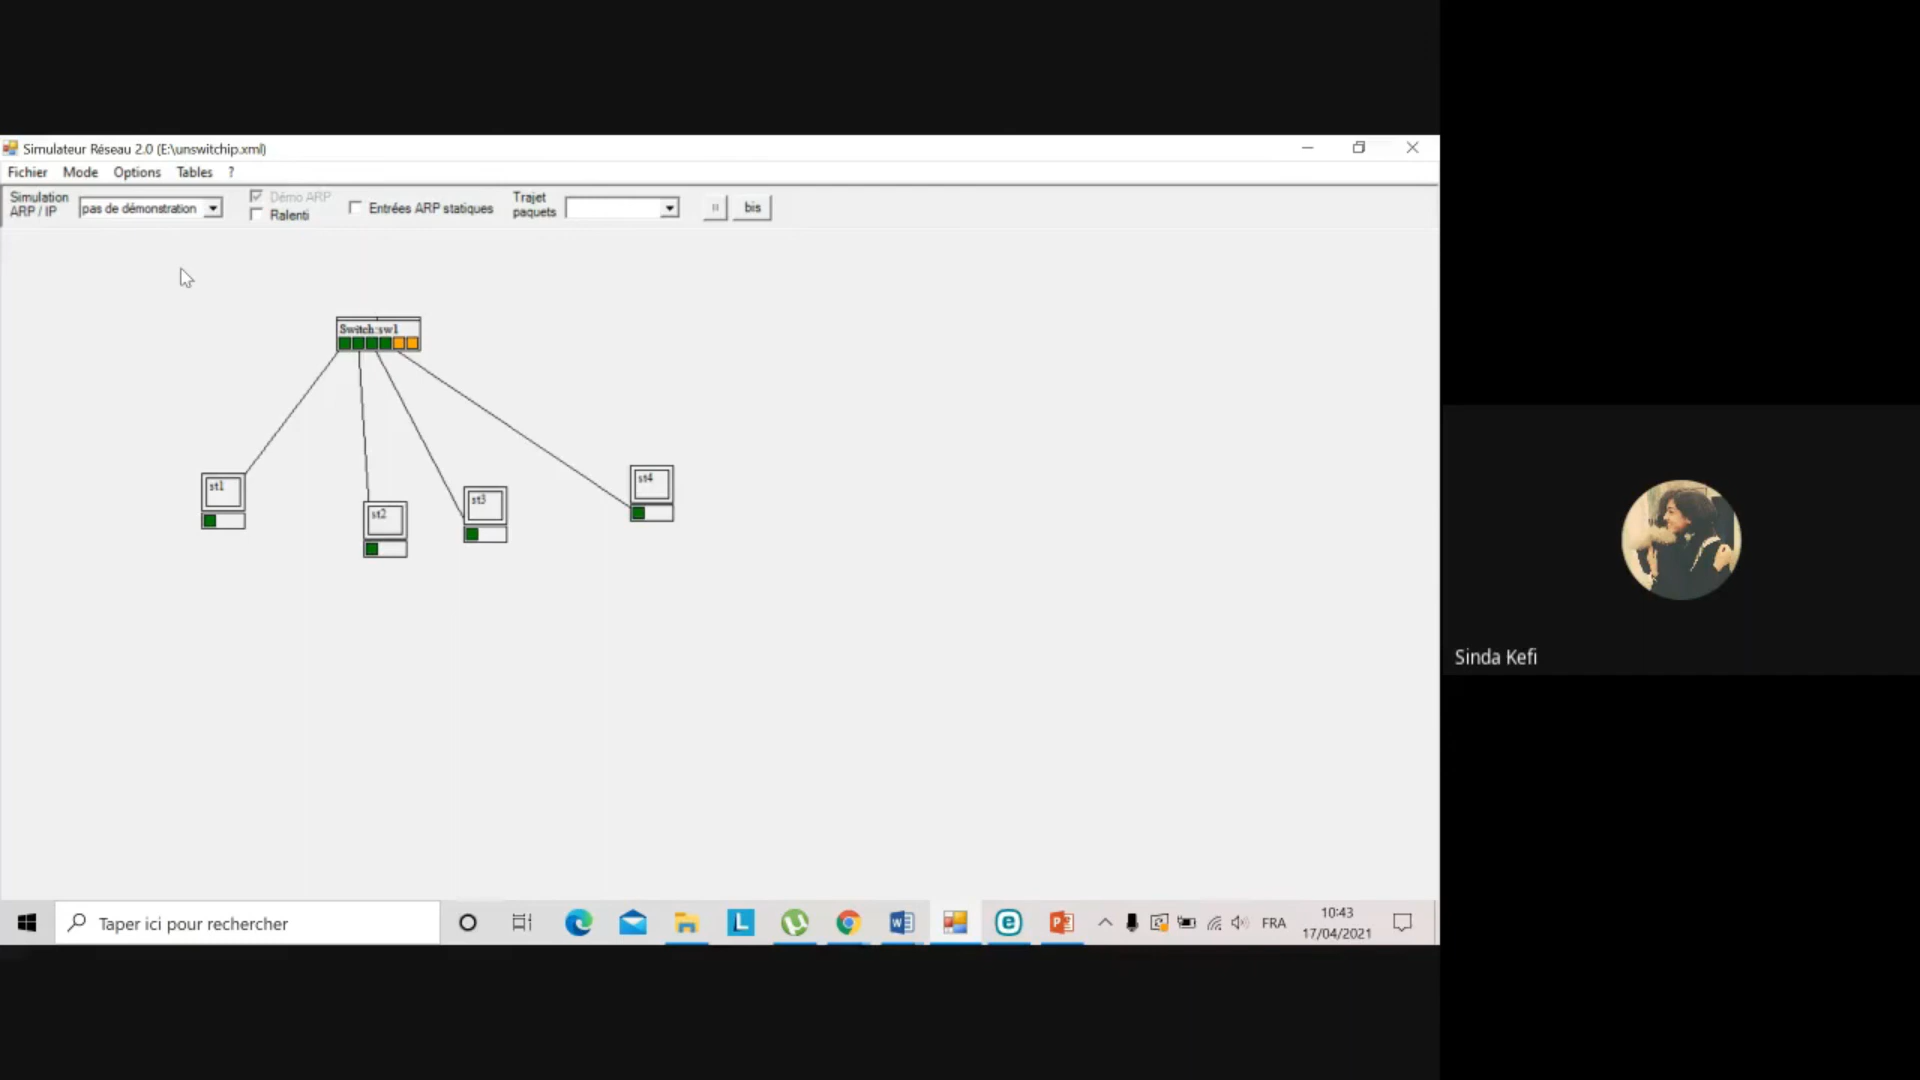 Simulateur Réseau 2.0 (E:\unswitchip.xml)
Fichier Mode Options Tables ?
Simulation
ARP / IP
pas de démonstration
Démo ARP
Ralenti
Entrées ARP statiques
Trajet
paquets
bis
Switch:sw1
st1
st2
st3
st4
Sinda Kefi
Taper ici pour rechercher
FRA
10:43
17/04/2021